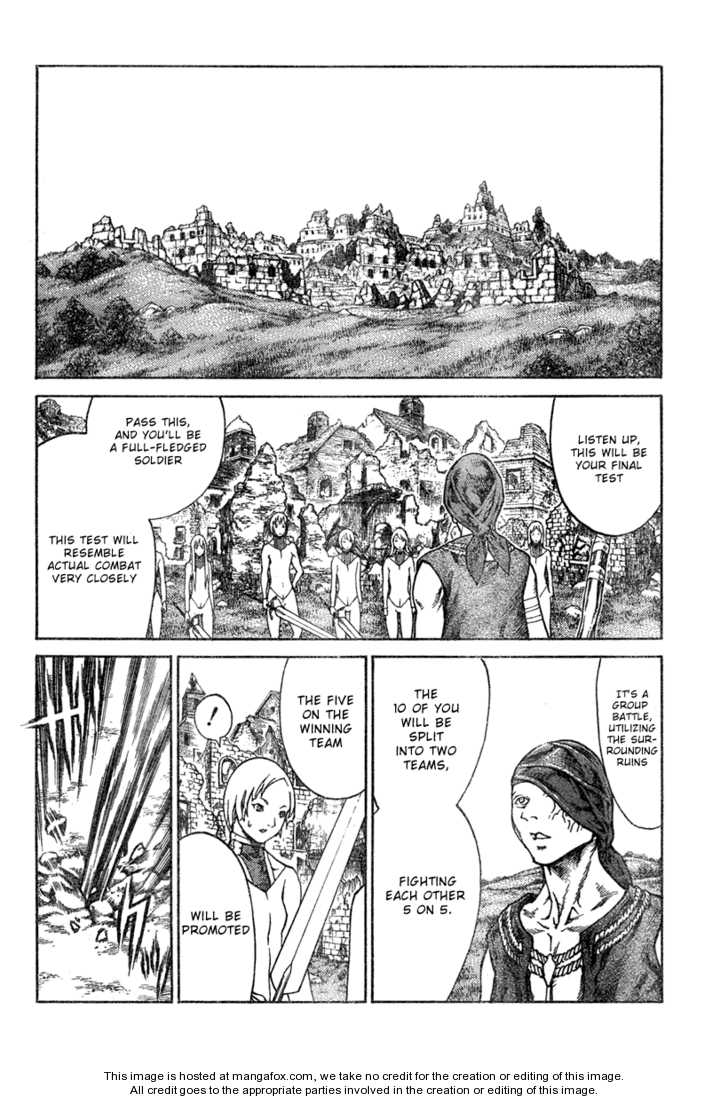 LISTEN UP,
THIS WILL BE
YOUR FINAL
TEST
PASS THIS,
AND YOU'LL BE
A FULL-FLEDGED
SOLDIER
THIS TEST WILL
RESEMBLE
ACTUAL COMBAT
VERY CLOSELY
IT'S A
GROUP
BATTLE,
UTILIZING
THE SUR-
ROUNDING
RUINS
THE
10 OF YOU
WILL BE
SPLIT
INTO TWO
TEAMS,
FIGHTING
EACH OTHER
5 ON 5.
THE FIVE
ON THE
WINNING
TEAM
!
WILL BE
PROMOTED
This image is hosted at mangafox.com, we take no credit for the creation or editing of this image.
All credit goes to the appropriate parties involved in the creation or editing of this image.